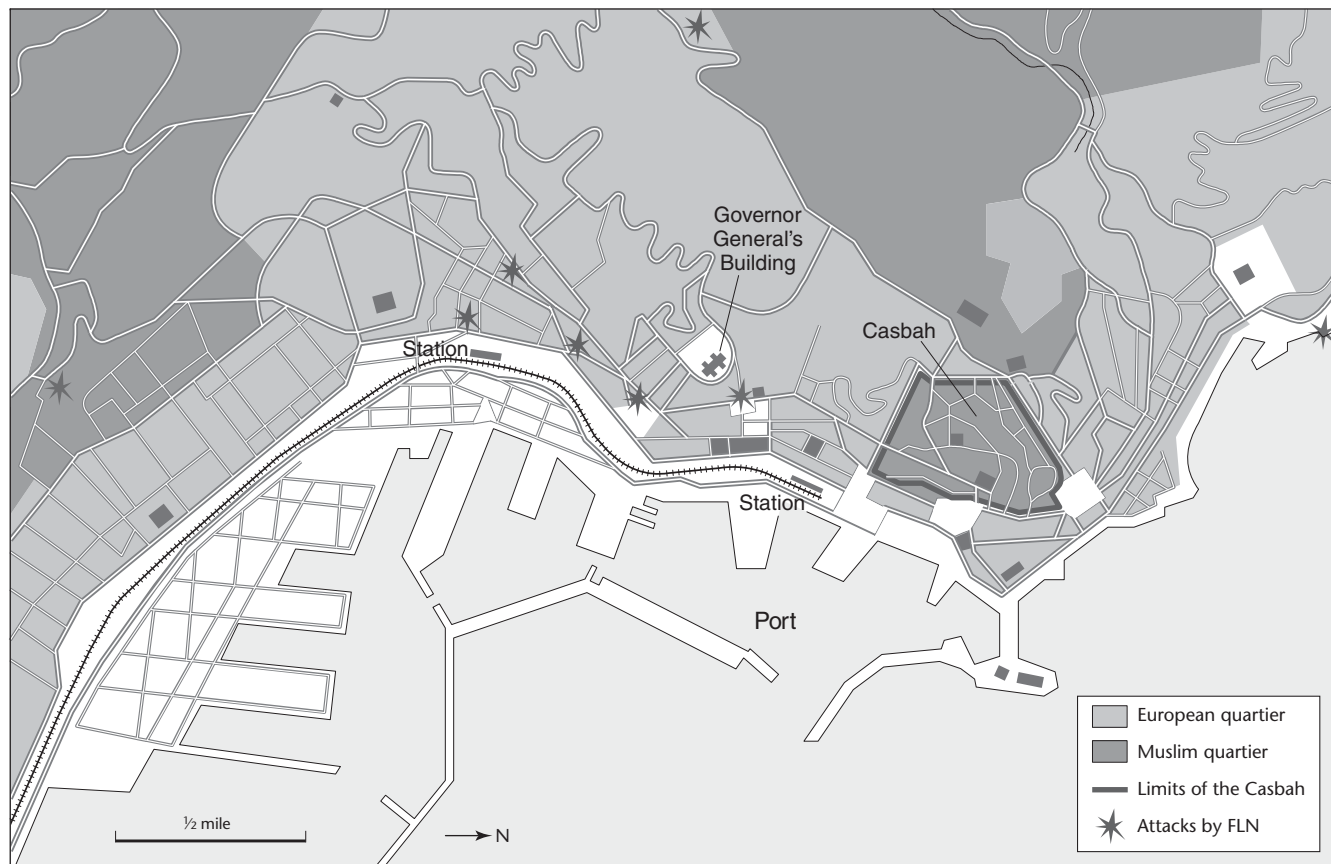 Governor
General's
Building
Casbah
Station
Station
Port
½ mile
N
European quartier
Muslim quartier
Limits of the Casbah
Attacks by FLN